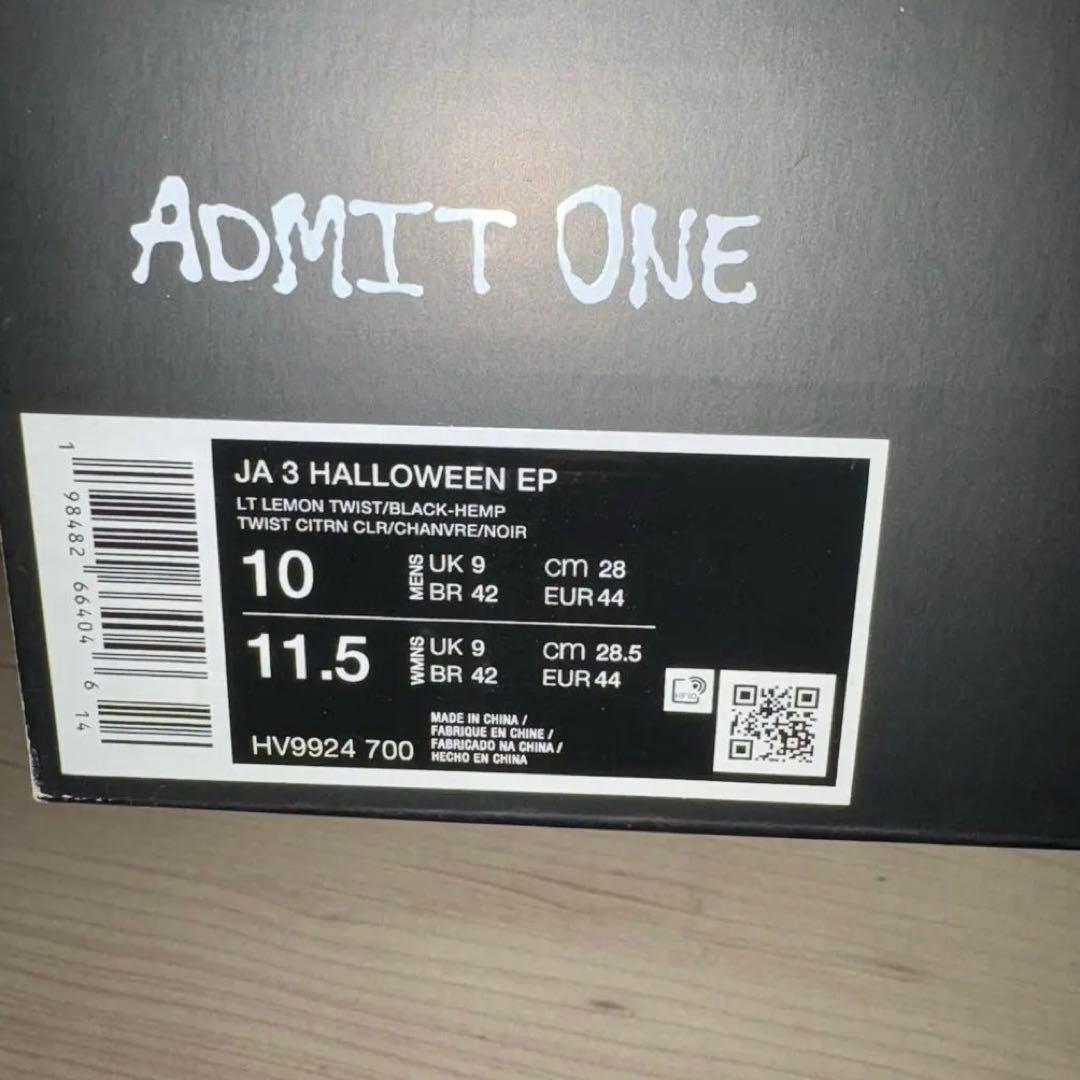 ADMIT ONE
JA 3 HALLOWEEN EP
LT LEMON TWIST/BLACK-HEMP
TWIST CITRN CLR/CHANVRE/NOIR
10
MENS
UK 9
cm 28
BR 42
EUR 44
11.5
WMNS
UK 9
cm 28.5
BR 42
EUR 44
HV9924 700
MADE IN CHINA /
FABRIQUE EN CHINE /
FABRICADO NA CHINA /
HECHO EN CHINA
RFID
1 98482 66404 6 14